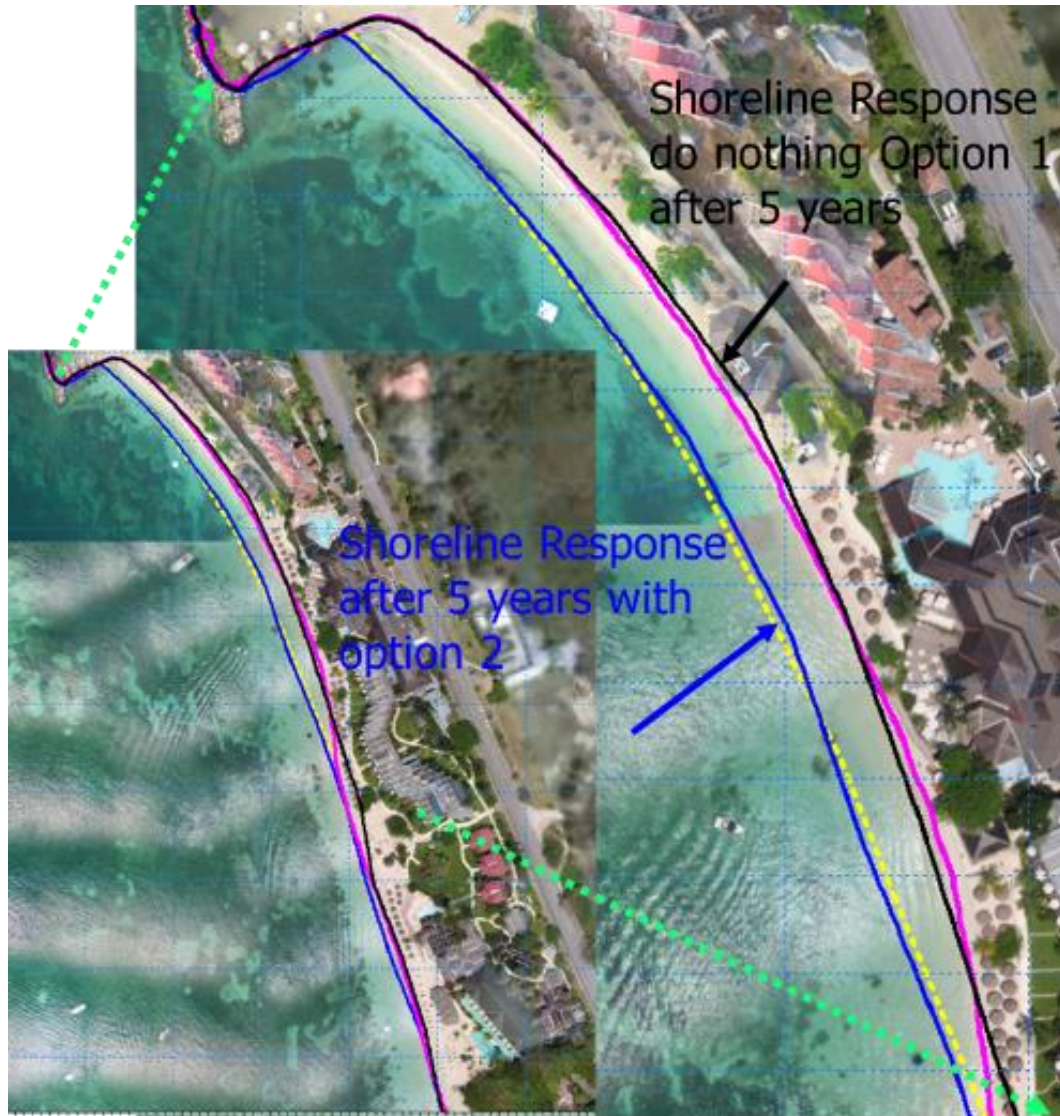 Shoreline Response
do nothing Option 1
after 5 years
Shoreline Response
after 5 years with
option 2